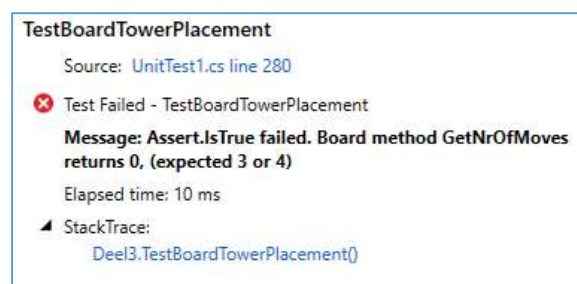 TestBoardTowerPlacement
Source: UnitTest1.cs line 280
Test Failed - TestBoardTowerPlacement
Message: Assert.IsTrue failed. Board method GetNrOfMoves
returns 0, (expected 3 or 4)
Elapsed time: 10 ms
StackTrace:
Deel3.TestBoardTowerPlacement()